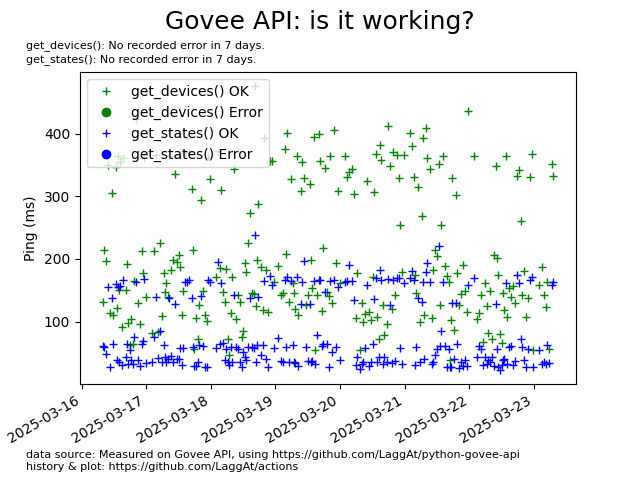 Govee API: is it working?
get_devices(): No recorded error in 7 days.
get_states(): No recorded error in 7 days.
get_devices() OK
get_devices() Error
get_states() OK
get_states() Error
Ping (ms)
400
300
200
100
2025-03-16
2025-03-17
2025-03-18
2025-03-19
2025-03-20
2025-03-21
2025-03-22
2025-03-23
data source: Measured on Govee API, using https://github.com/LaggAt/python-govee-api
history & plot: https://github.com/LaggAt/actions